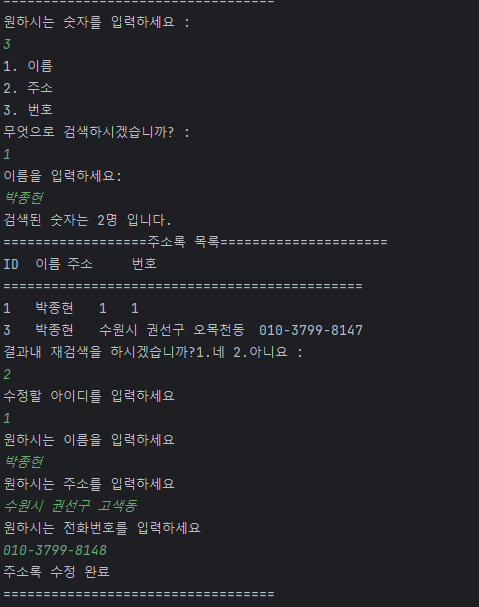 ==================================
원하시는 숫자를 입력하세요 :
3
1. 이름
2. 주소
3. 번호
무엇으로 검색하시겠습니까? :
1
이름을 입력하세요:
박종현
검색된 숫자는 2명 입니다.
==================주소록 목록=====================
ID 이름 주소 번호
=============================================
1 박종현 1 1
3 박종현 수원시 권선구 오목천동 010-3799-8147
결과내 재검색을 하시겠습니까?1.네 2.아니요 :
2
수정할 아이디를 입력하세요
1
원하시는 이름을 입력하세요
박종현
원하시는 주소를 입력하세요
수원시 권선구 고색동
원하시는 전화번호를 입력하세요
010-3799-8148
주소록 수정 완료
==================================